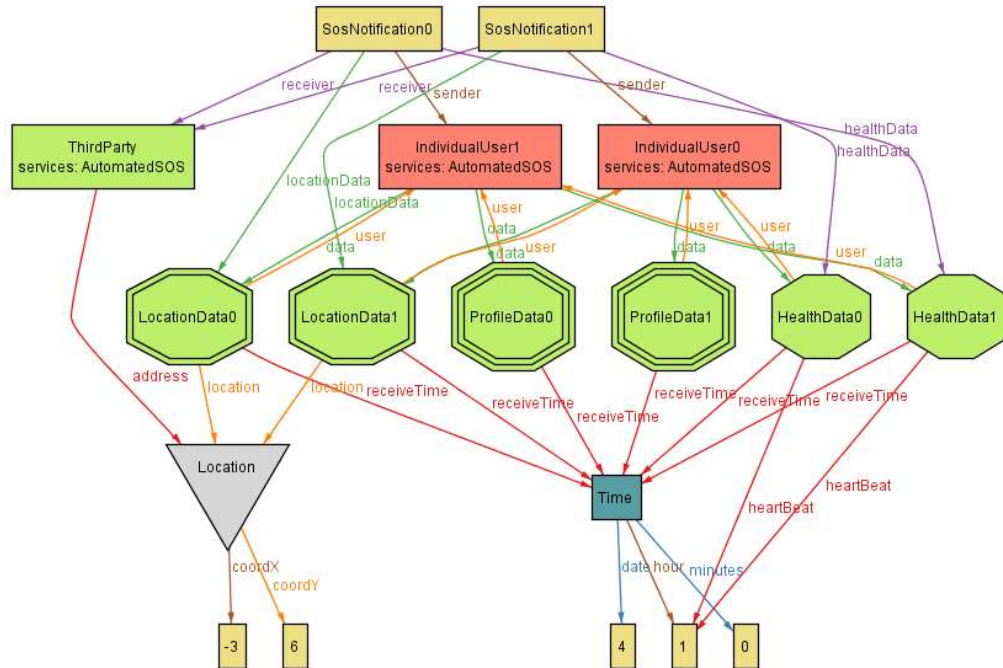 SosNotification0
SosNotification1
receiver
receiver
sender
sender
healthData
healthData
ThirdParty
services: AutomatedSOS
IndividualUser1
services: AutomatedSOS
IndividualUser0
services: AutomatedSOS
locationData
locationData
user
user
user
user
user
data
data
data
data
data
data
LocationData0
LocationData1
ProfileData0
ProfileData1
HealthData0
HealthData1
address
location
location
receiveTime
receiveTime
receiveTime
receiveTime
receiveTime
receiveTime
Location
Time
heartBeat
heartBeat
coordX
coordY
date
hour
minutes
-3
6
4
1
0